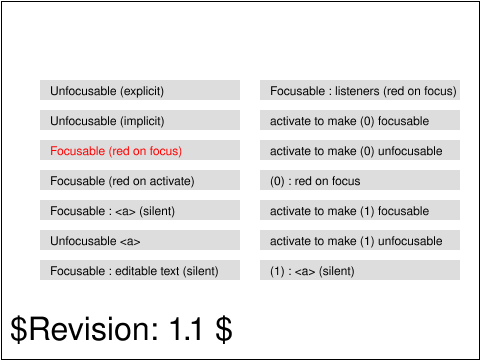 Unfocusable (explicit)
Unfocusable (implicit)
Focusable (red on focus)
Focusable (red on activate)
Focusable : <a> (silent)
Unfocusable <a>
Focusable : editable text (silent)
Focusable : listeners (red on focus)
activate to make (0) focusable
activate to make (0) unfocusable
(0) : red on focus
activate to make (1) focusable
activate to make (1) unfocusable
(1) : <a> (silent)
$Revision: 1.1 $